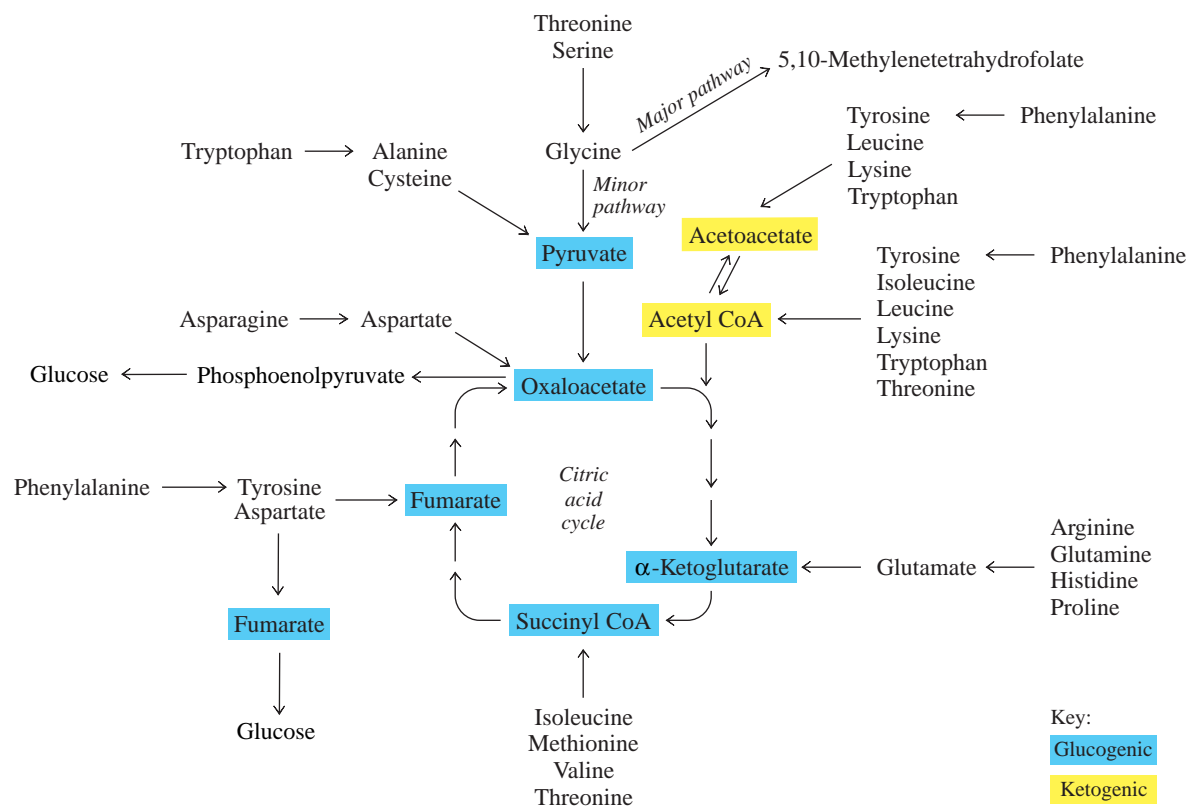 Threonine
Serine
Major pathway
5,10-Methylenetetrahydrofolate
Tyrosine
Phenylalanine
Leucine
Lysine
Tryptophan
Tryptophan
Alanine
Cysteine
Glycine
Minor
pathway
Acetoacetate
Pyruvate
Tyrosine
Phenylalanine
Isoleucine
Leucine
Lysine
Tryptophan
Threonine
Acetyl CoA
Asparagine
Aspartate
Glucose
Phosphoenolpyruvate
Oxaloacetate
Citric
acid
cycle
Phenylalanine
Tyrosine
Aspartate
Fumarate
α-Ketoglutarate
Glutamate
Arginine
Glutamine
Histidine
Proline
Fumarate
Succinyl CoA
Glucose
Isoleucine
Methionine
Valine
Threonine
Key:
Glucogenic
Ketogenic